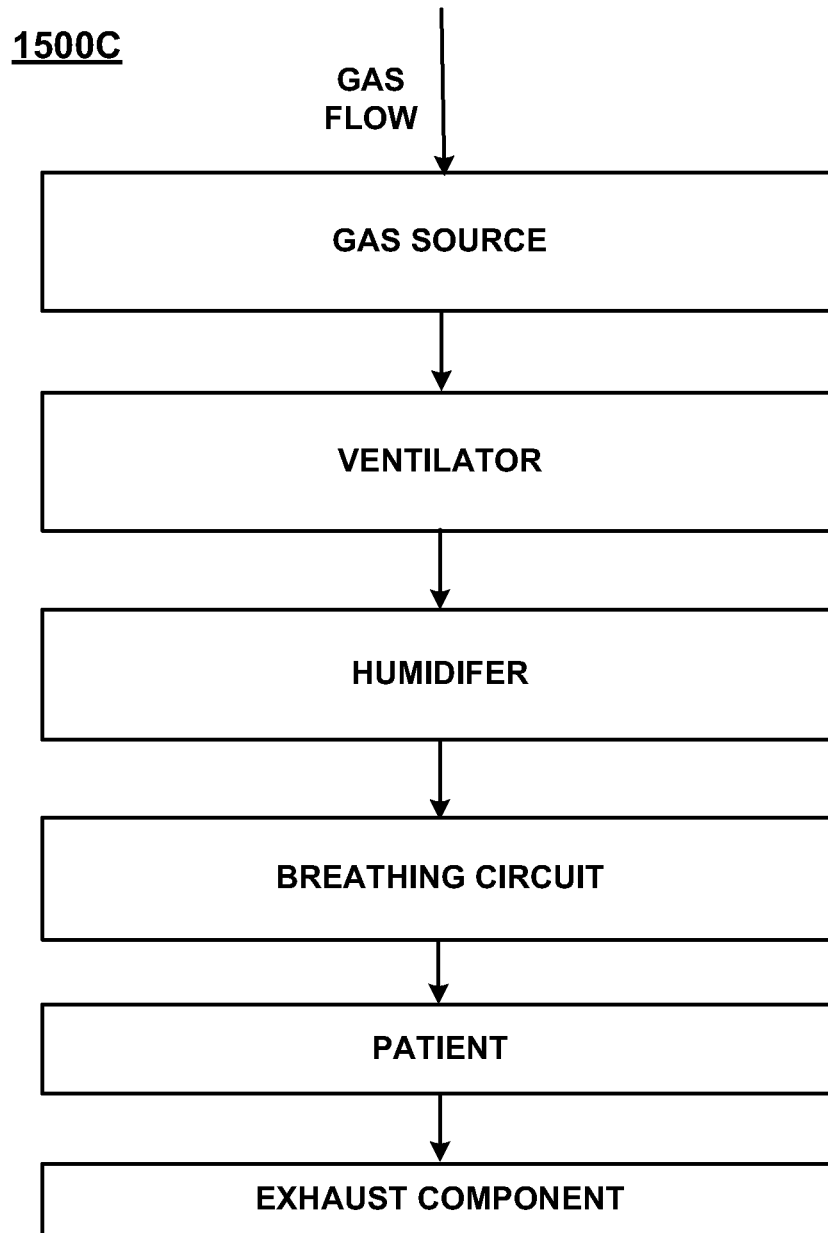 1500C
GAS
FLOW
GAS SOURCE
VENTILATOR
HUMIDIFER
BREATHING CIRCUIT
PATIENT
EXHAUST COMPONENT